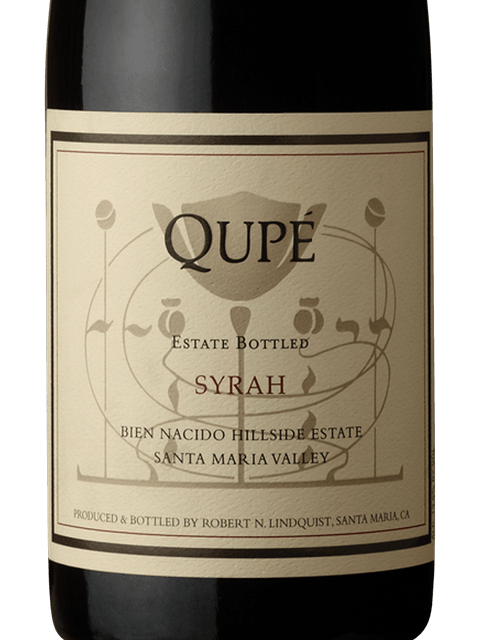 QUPÉ
ESTATE BOTTLED
SYRAH
BIEN NACIDO HILLSIDE ESTATE
SANTA MARIA VALLEY
PRODUCED & BOTTLED BY ROBERT N. LINDQUIST, SANTA MARIA, CA